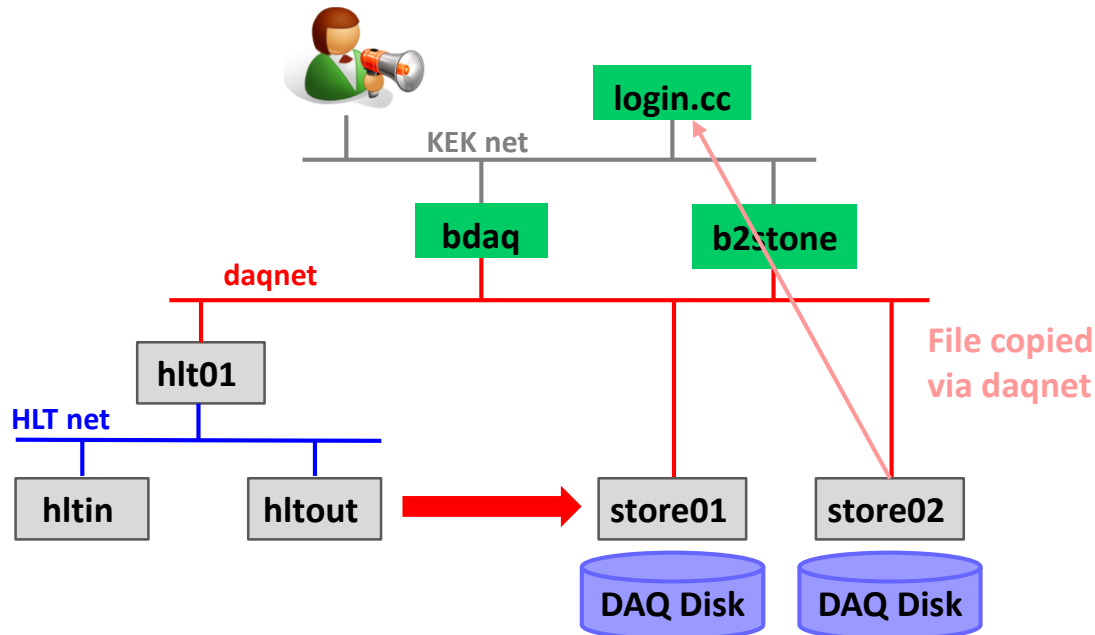 login.cc
KEK net
bdaq
b2stone
daqnet
File copied
via daqnet
hlt01
HLT net
hltin
hltout
store01
store02
DAQ Disk
DAQ Disk